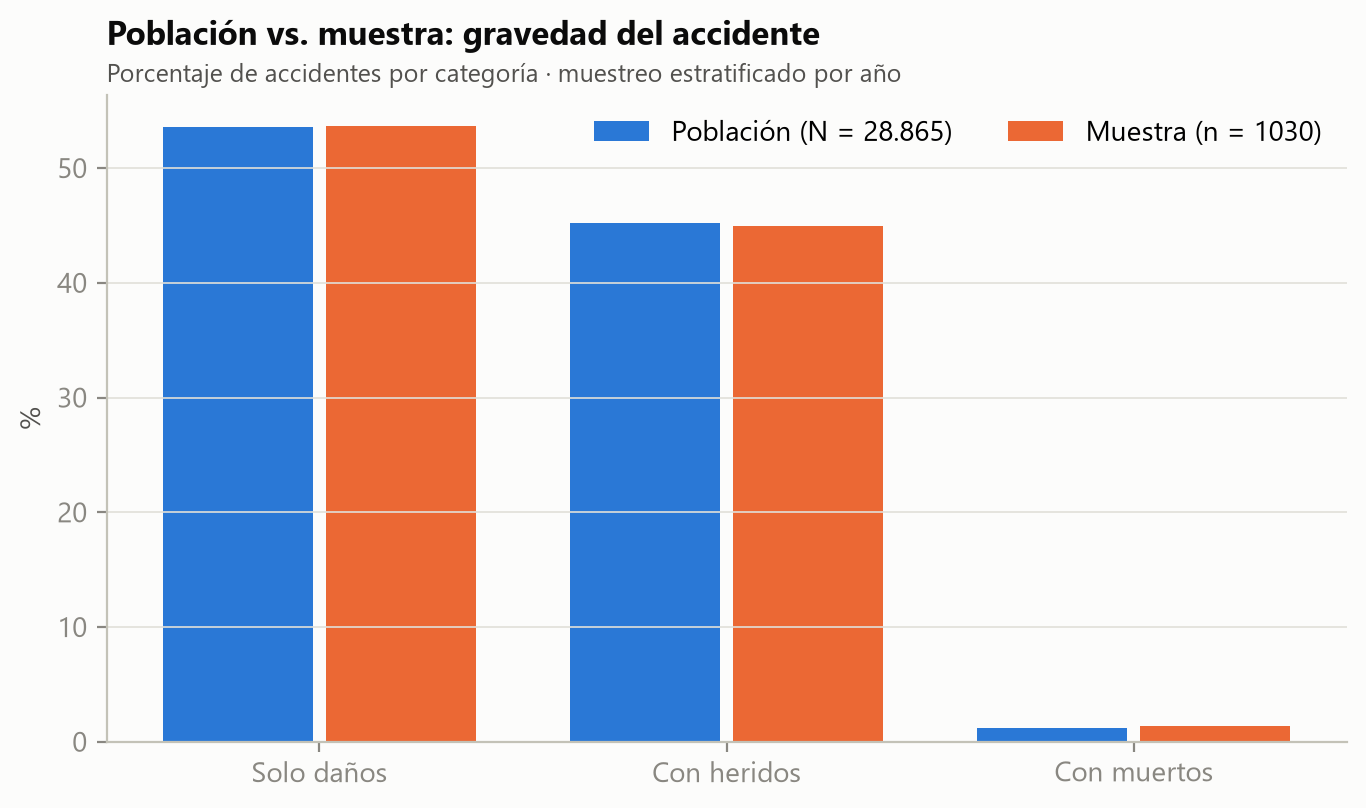 Población vs. muestra: gravedad del accidente
Porcentaje de accidentes por categoría · muestreo estratificado por año
Población (N = 28.865)
Muestra (n = 1030)
%
50
40
30
20
10
0
Solo daños
Con heridos
Con muertos